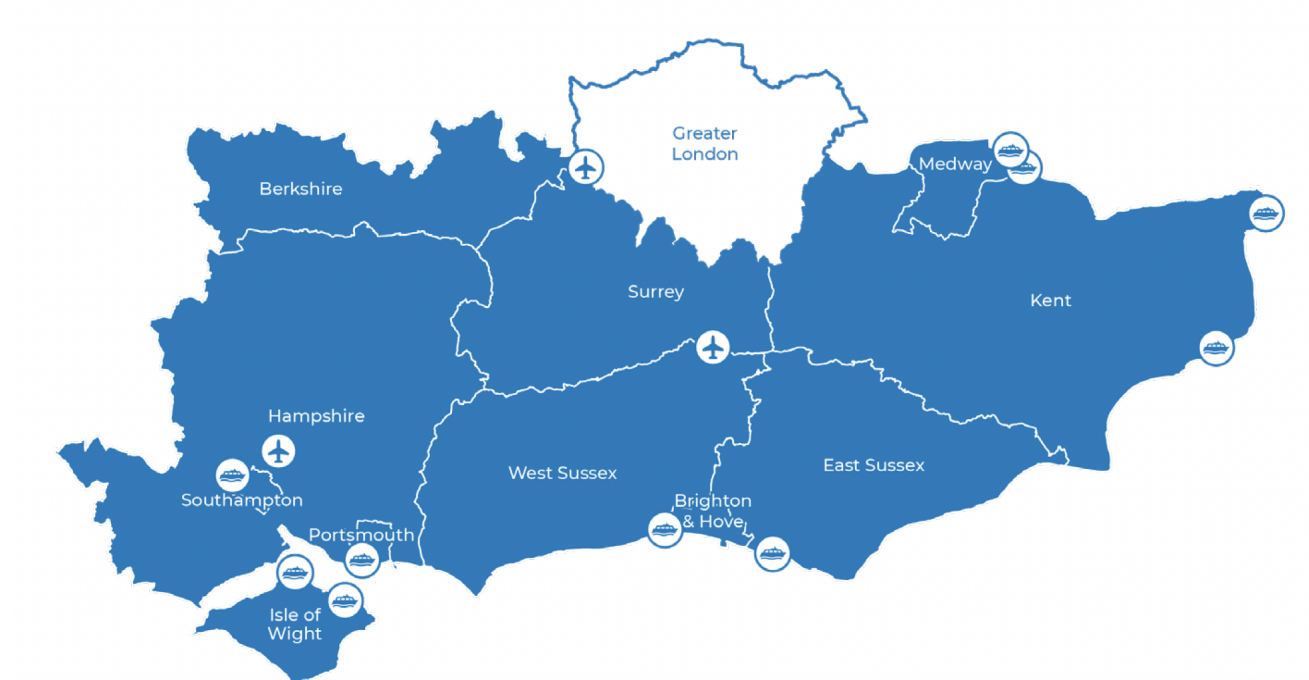 Greater
London
Medway
Berkshire
Surrey
Kent
Hampshire
West Sussex
East Sussex
Southampton
Brighton
& Hove
Portsmouth
Isle of
Wight